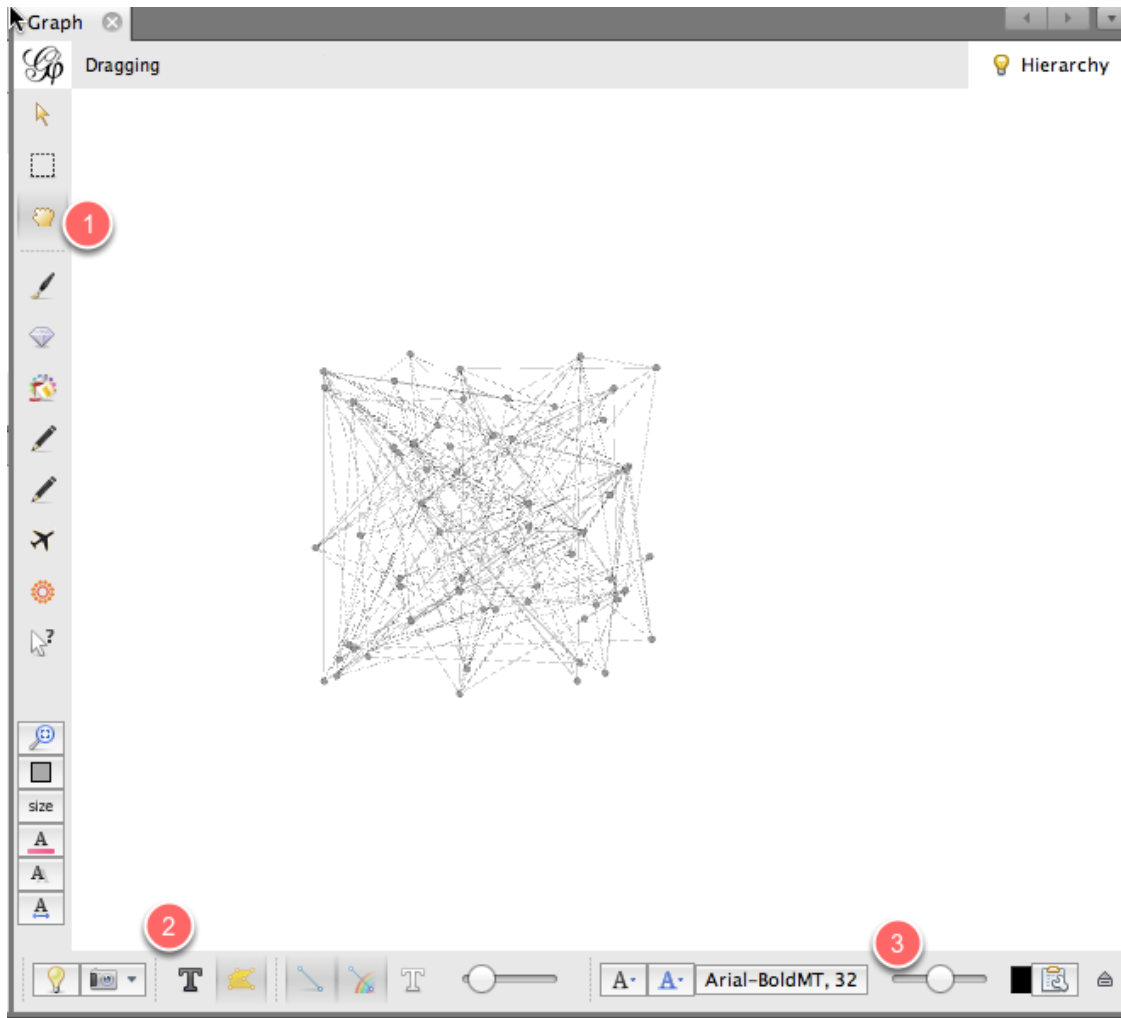 Graph
Dragging
Hierarchy
1
?
size
A
A
A
2
3
T
T
A
A
Arial-BoldMT, 32